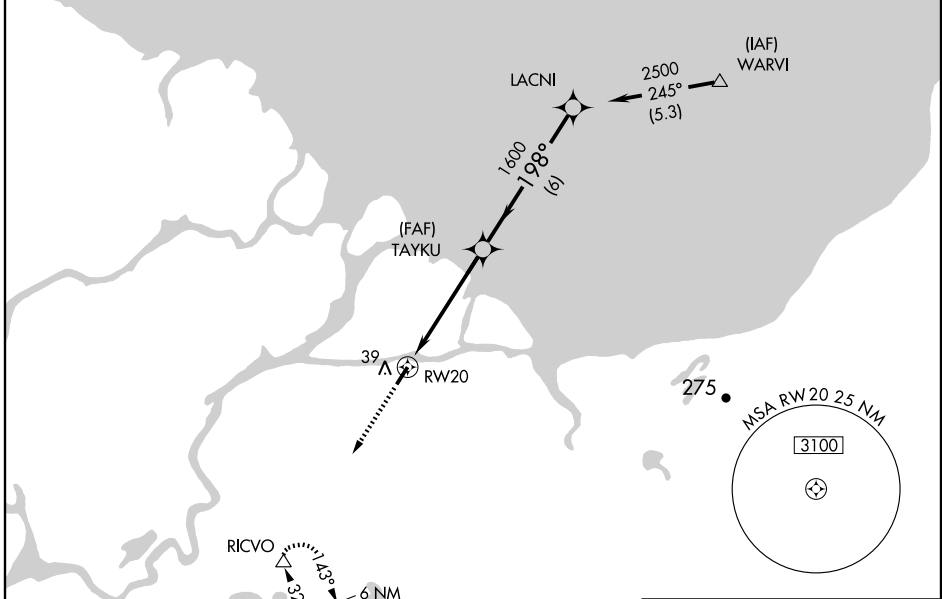 (IAF)
WARVI
LACNI
2500
245°
(5.3)
1600
198°
(6)
(FAF)
TAYKU
39
RW20
275
MSA RW20 25 NM
3100
RICVO
143°
6 NM